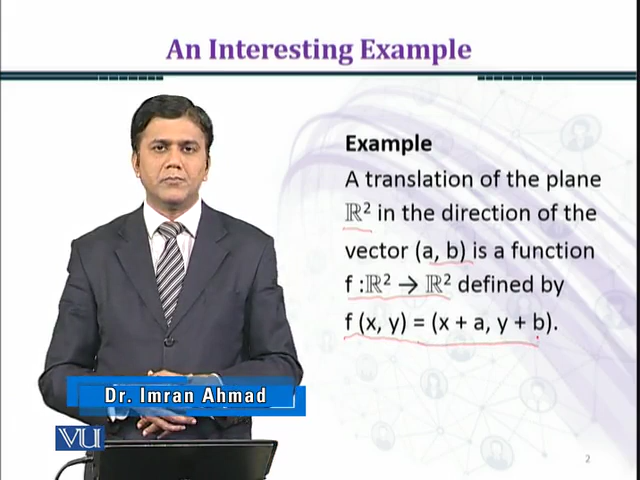 An Interesting Example
Example
A translation of the plane
ℝ² in the direction of the
vector (a, b) is a function
f :ℝ² → ℝ² defined by
f (x, y) = (x + a, y + b).
Dr. Imran Ahmad
VU
2